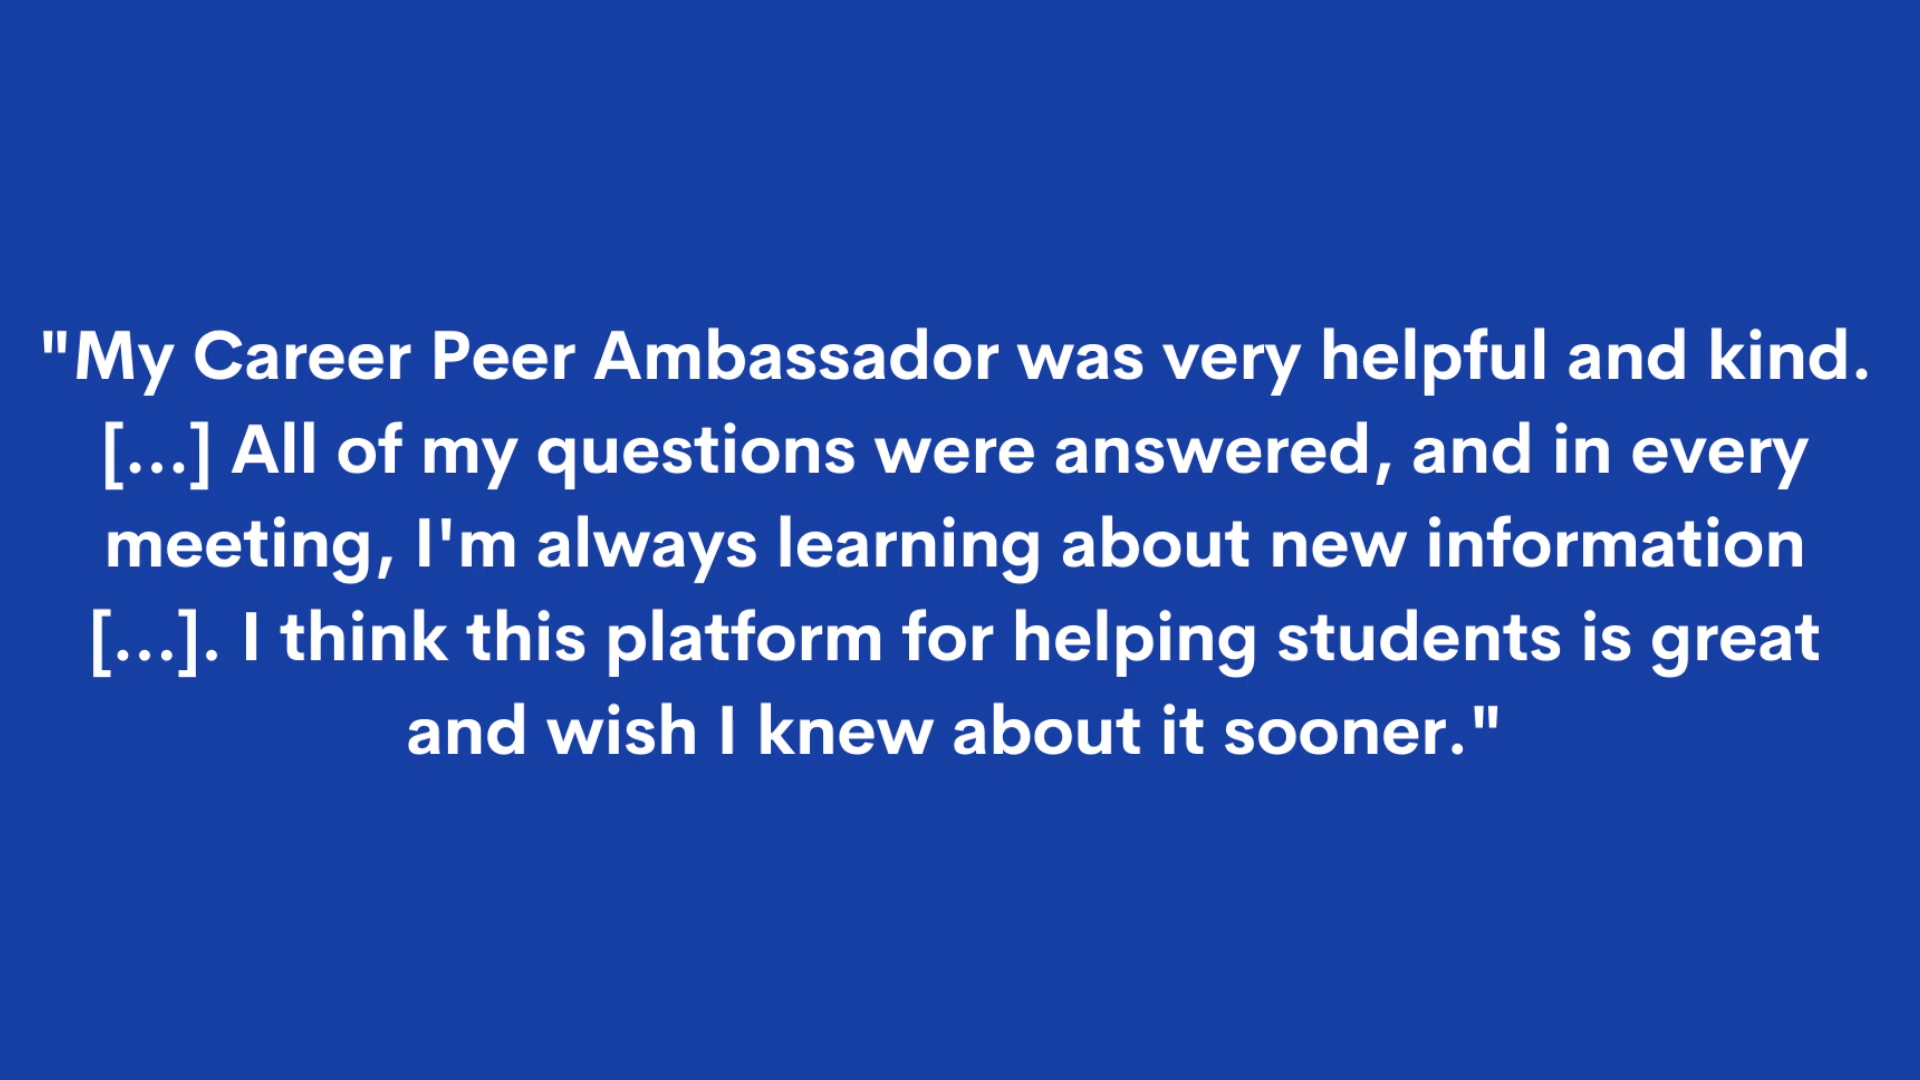 "My Career Peer Ambassador was very helpful and kind.
[...] All of my questions were answered, and in every
meeting, I'm always learning about new information
[...]. I think this platform for helping students is great
and wish I knew about it sooner."